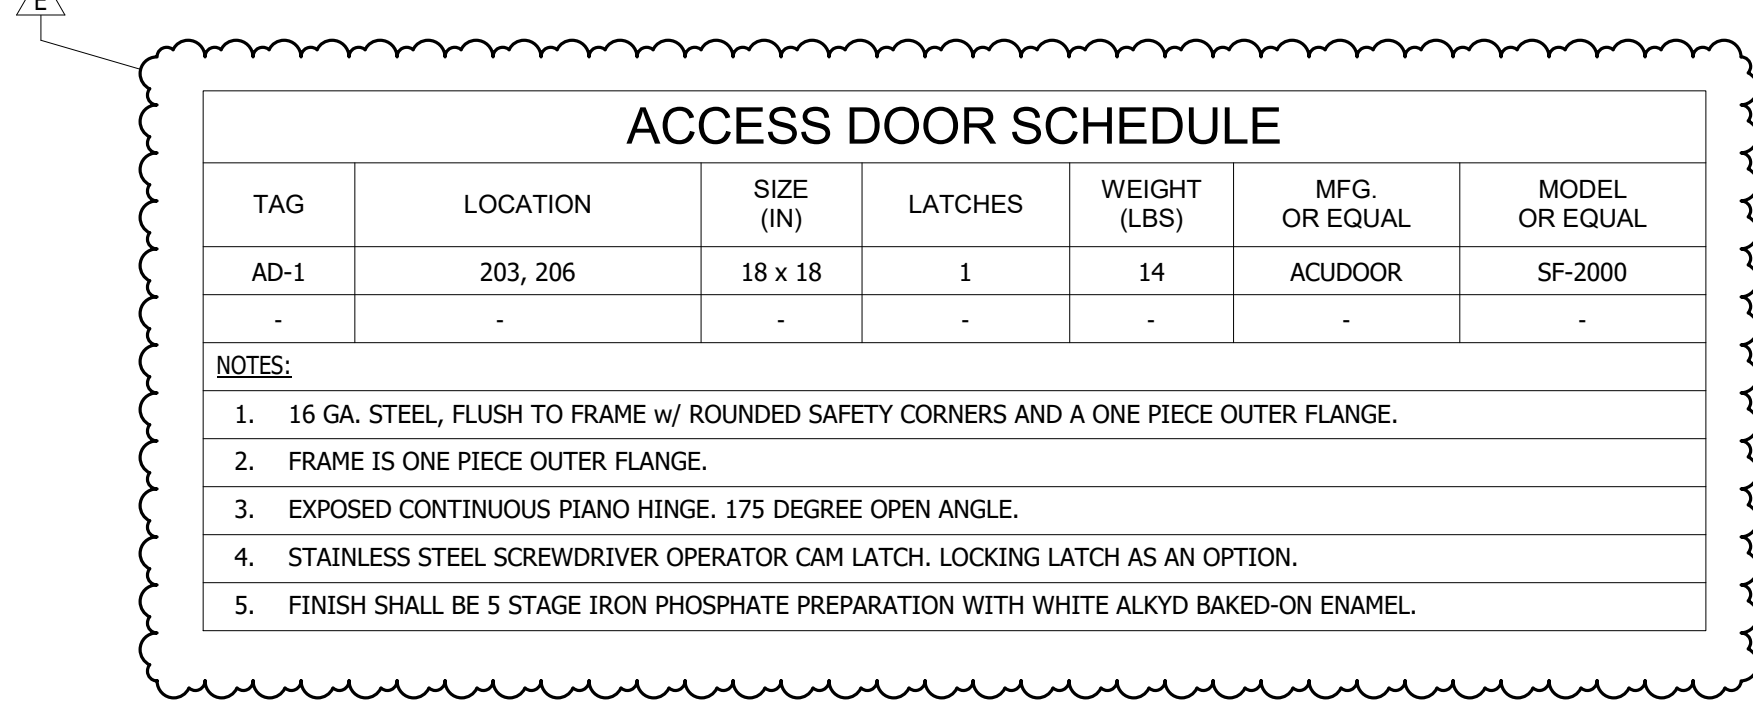 E
ACCESS DOOR SCHEDULE
TAG LOCATION SIZE (IN) LATCHES WEIGHT (LBS) MFG. OR EQUAL MODEL OR EQUAL
AD-1 203, 206 18 x 18 1 14 ACUDOOR SF-2000
- - - - - - -
NOTES:
1. 16 GA. STEEL, FLUSH TO FRAME w/ ROUNDED SAFETY CORNERS AND A ONE PIECE OUTER FLANGE.
2. FRAME IS ONE PIECE OUTER FLANGE.
3. EXPOSED CONTINUOUS PIANO HINGE. 175 DEGREE OPEN ANGLE.
4. STAINLESS STEEL SCREWDRIVER OPERATOR CAM LATCH. LOCKING LATCH AS AN OPTION.
5. FINISH SHALL BE 5 STAGE IRON PHOSPHATE PREPARATION WITH WHITE ALKYD BAKED-ON ENAMEL.